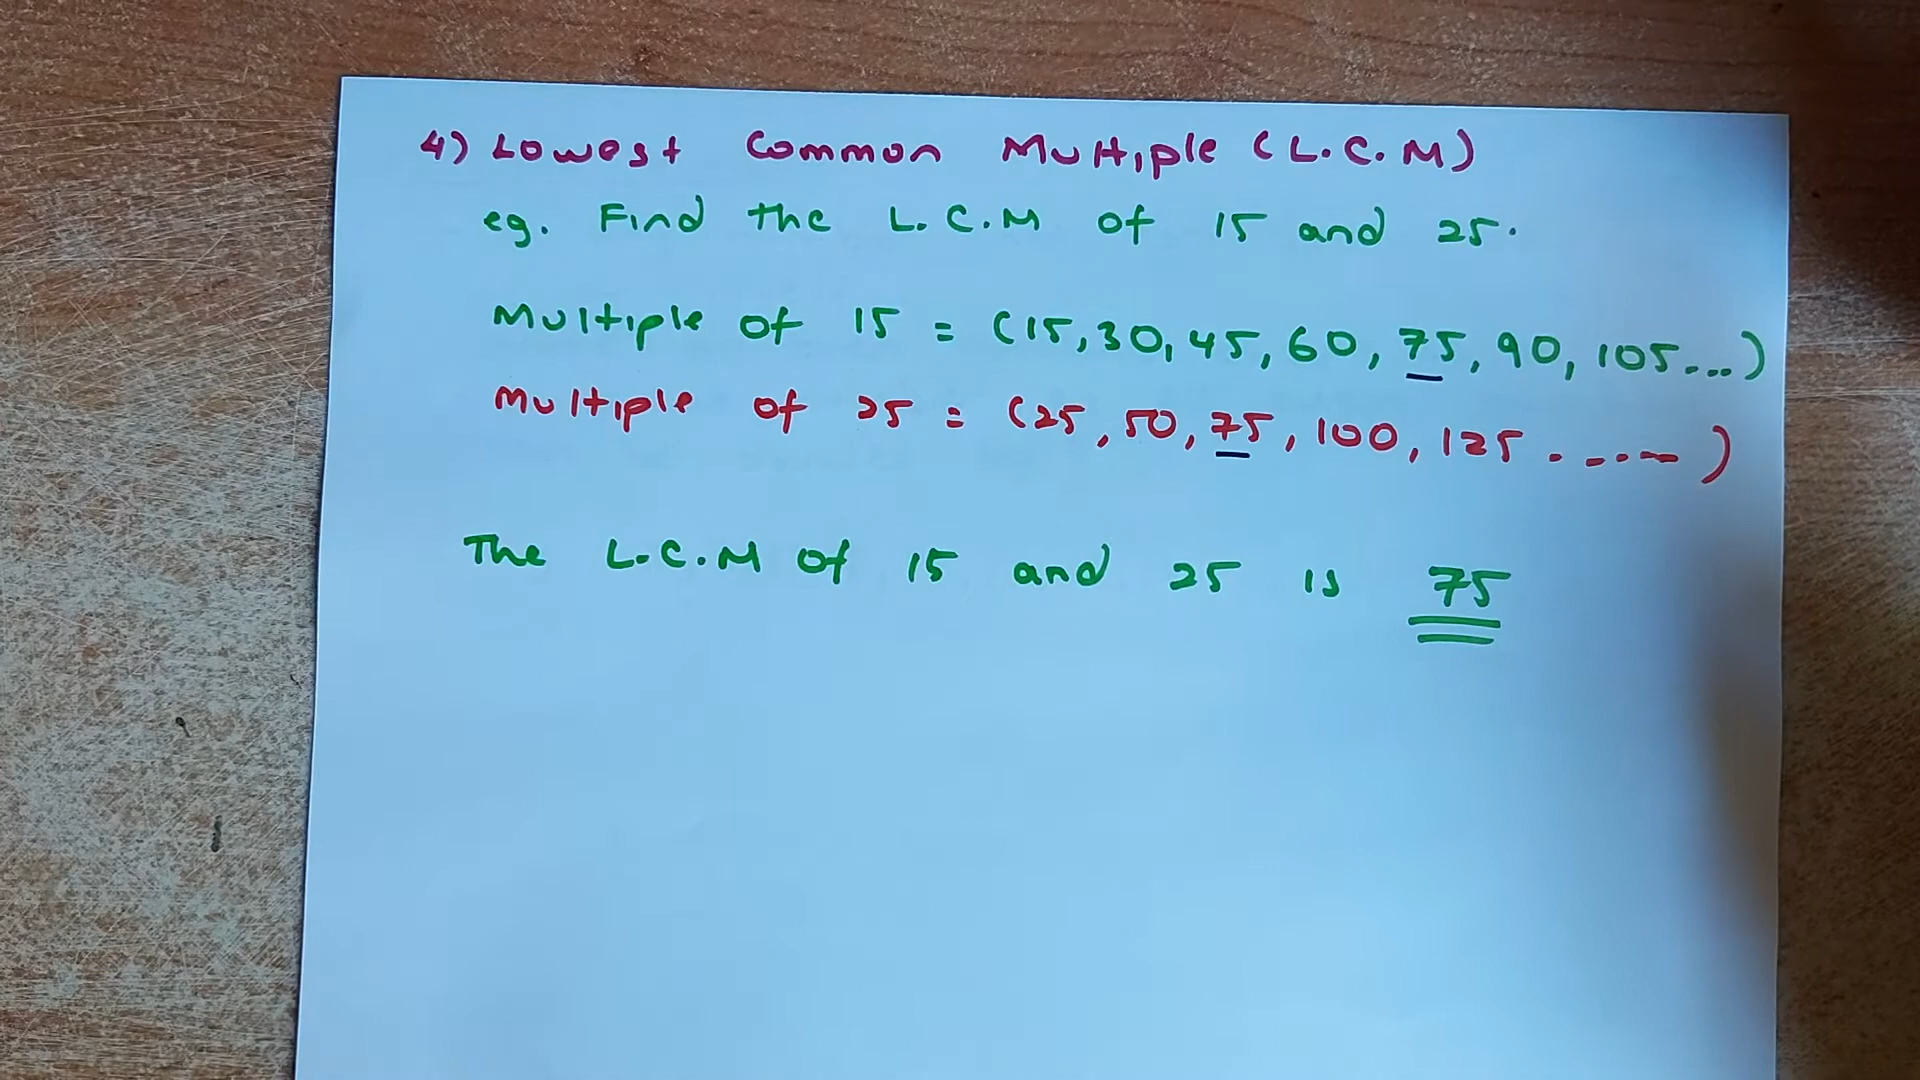 4) Lowest Common Multiple (L.C.M)
eg. Find the L.C.M of 15 and 25.
Multiple of 15 = (15,30,45,60,75,90,105...)
Multiple of 25 = (25,50,75,100,125.....)
The L.C.M of 15 and 25 is 75